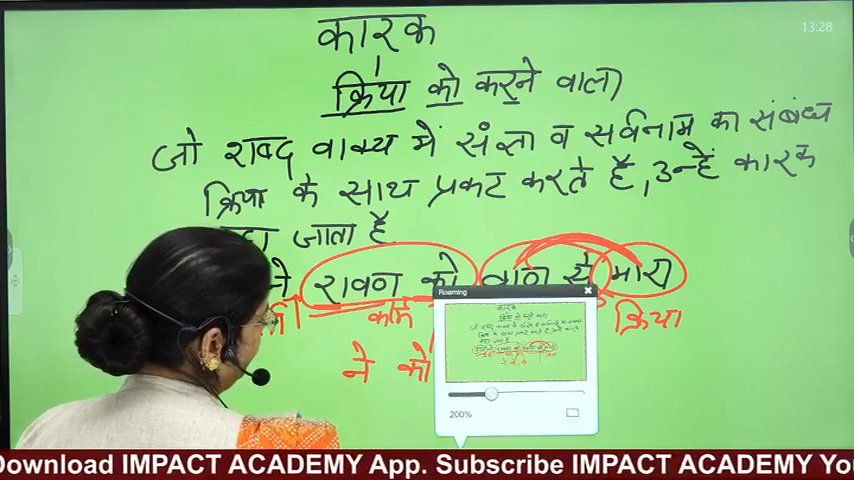 कारक
13:28
क्रिया को करने वाला
जो शब्द वाक्य में संज्ञा व सर्वनाम का संबंध
क्रिया के साथ प्रकट करते हैं, उन्हें कारक
जाता है
ने रावण को वान से मारा
कर्म क्रिया
ने को
Roaming
200%
Download IMPACT ACADEMY App. Subscribe IMPACT ACADEMY